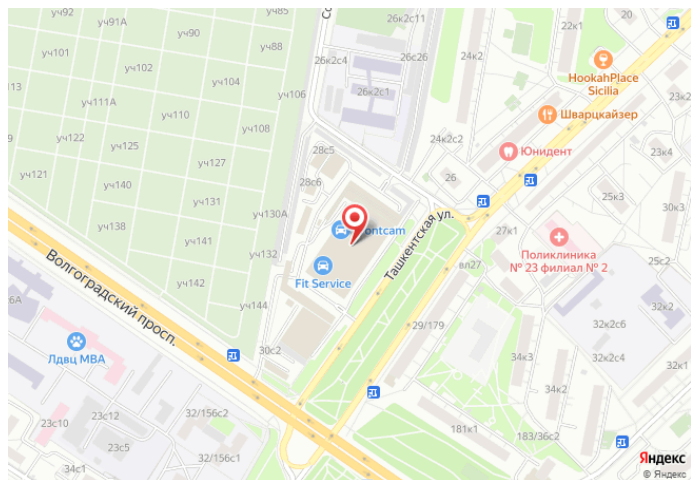 уч92
уч91А
уч85
уч90
уч88
уч101
уч102
уч104
уч106
уч111А
уч110
уч108
уч122
уч125
уч127
уч121
уч140
уч131
уч130А
уч138
уч141
уч132
уч142
уч144
26к2с11
26с26
26к2с4
26к2с1
24к2
22к1
20
HookahPlace
Sicilia
23к2
Шварцкайзер
24к2с2
Юнидент
23к4
28с5
28с6
26
25к3
30к3
27к1
Поликлиника
№ 23 филиал № 2
25с2
вл27
Ташкентская ул.
ontcam
Fit Service
Волгоградский просп.
6А
Лдвц МВА
30с2
29/179
32к2с6
32к2
32к2с1
34к3
34к2
23с10
23с12
32/156с2
23с5
32/156с1
34с1
181к1
183/36с2
Яндекс
© Яндекс